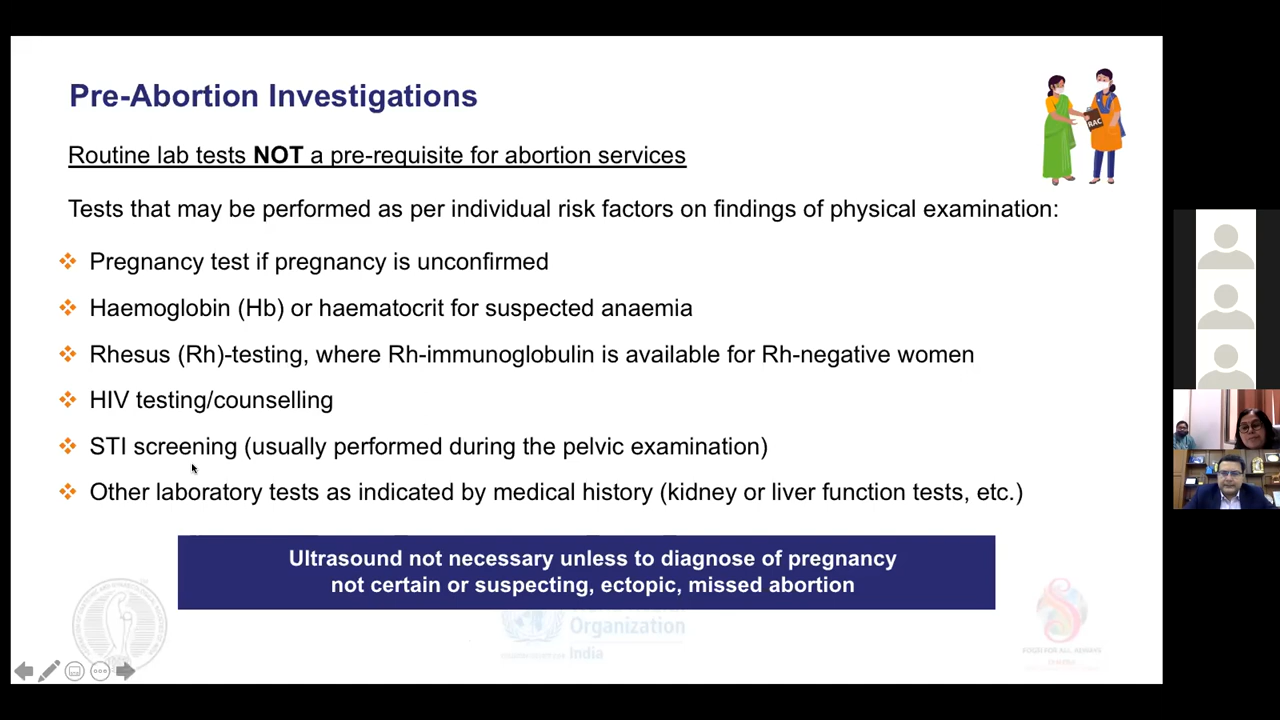 Pre-Abortion Investigations
RAC
Routine lab tests NOT a pre-requisite for abortion services
Tests that may be performed as per individual risk factors on findings of physical examination:
Pregnancy test if pregnancy is unconfirmed
Haemoglobin (Hb) or haematocrit for suspected anaemia
Rhesus (Rh)-testing, where Rh-immunoglobulin is available for Rh-negative women
HIV testing/counselling
STI screening (usually performed during the pelvic examination)
Other laboratory tests as indicated by medical history (kidney or liver function tests, etc.)
Ultrasound not necessary unless to diagnose of pregnancy
not certain or suspecting, ectopic, missed abortion
Organization
India